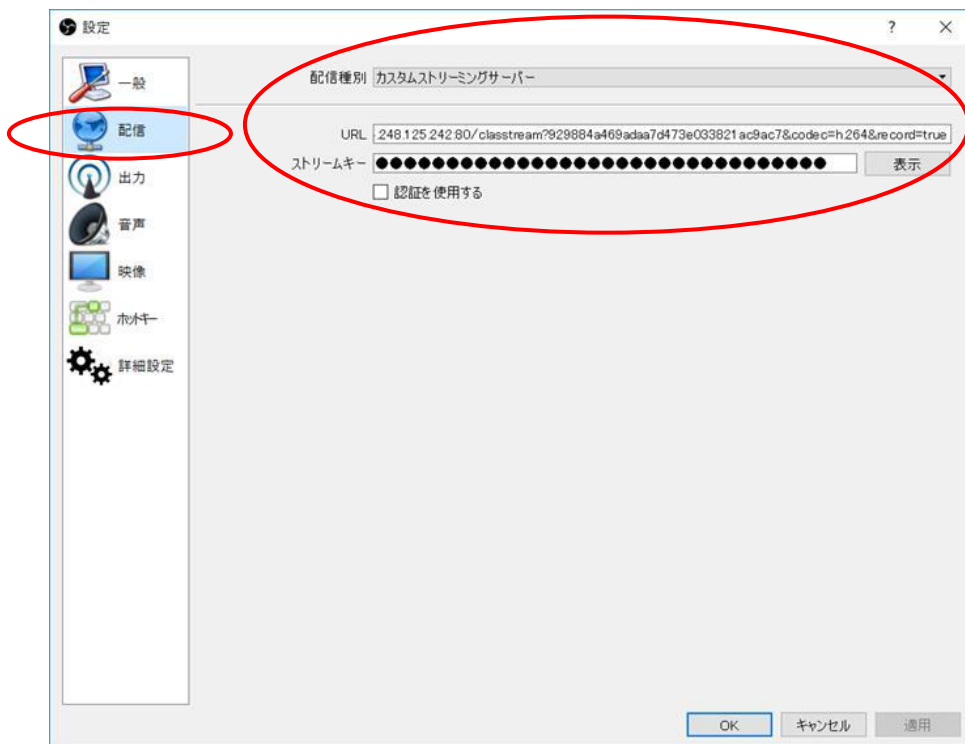 設定
一般
配信
出力
音声
映像
ホットキー
詳細設定
配信種別 カスタムストリーミングサーバー
URL .248.125.242:80/classtream?929884a469adaa7d473e033821ac9ac7&codec=h.264&record=true
ストリームキー ●●●●●●●●●●●●●●●●●●●●●●●●●●●●●●●● 表示
認証を使用する
OK キャンセル 適用